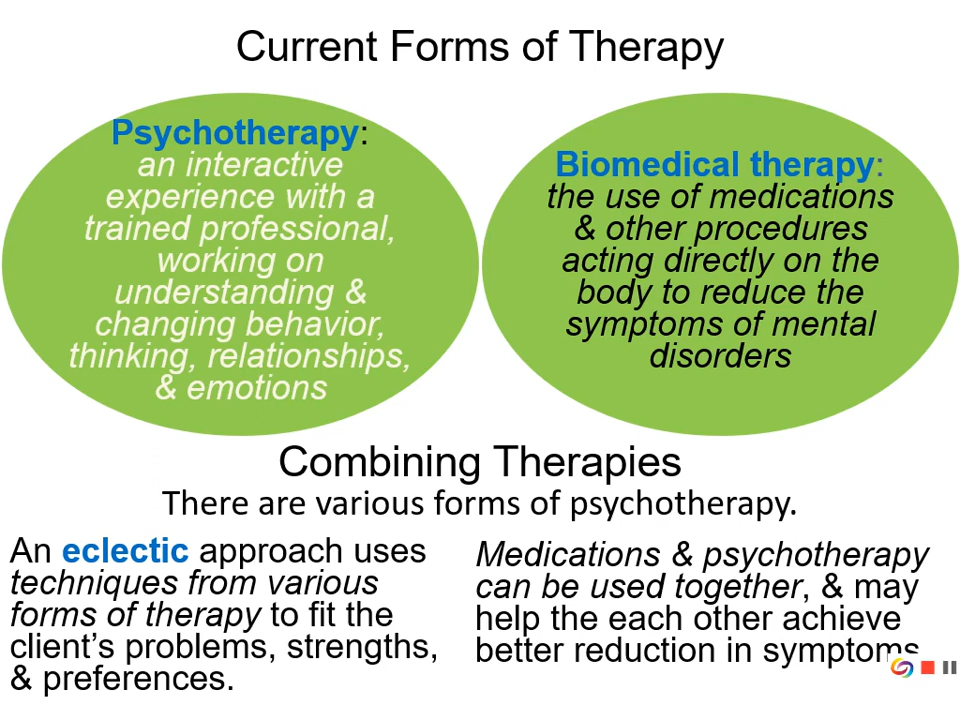 Current Forms of Therapy
Psychotherapy:
an interactive
experience with a
trained professional,
working on
understanding &
changing behavior,
thinking, relationships,
& emotions
Biomedical therapy:
the use of medications
& other procedures
acting directly on the
body to reduce the
symptoms of mental
disorders
Combining Therapies
There are various forms of psychotherapy.
An eclectic approach uses
techniques from various
forms of therapy to fit the
client’s problems, strengths,
& preferences.
Medications & psychotherapy
can be used together, & may
help the each other achieve
better reduction in symptoms